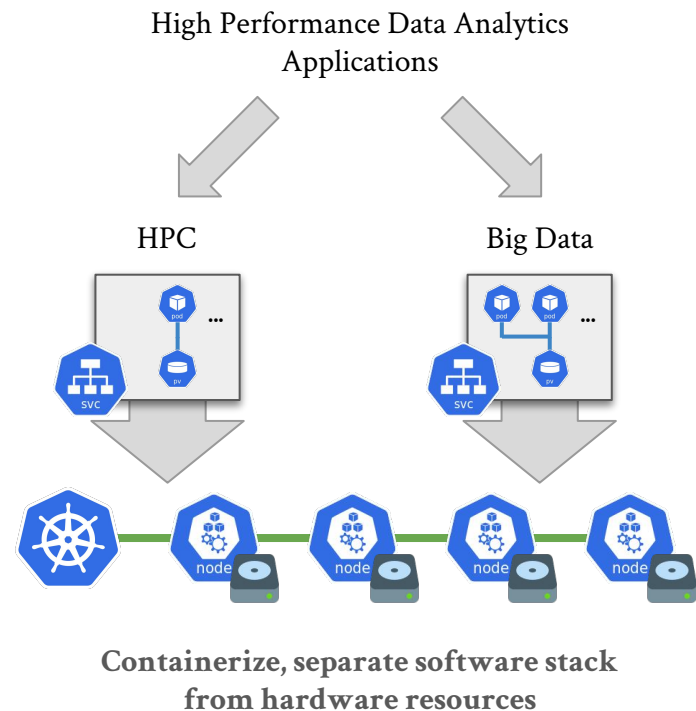 High Performance Data Analytics
Applications
HPC
Big Data
pod
...
pv
svc
pod
pod
...
pv
svc
node
node
node
node
Containerize, separate software stack
from hardware resources